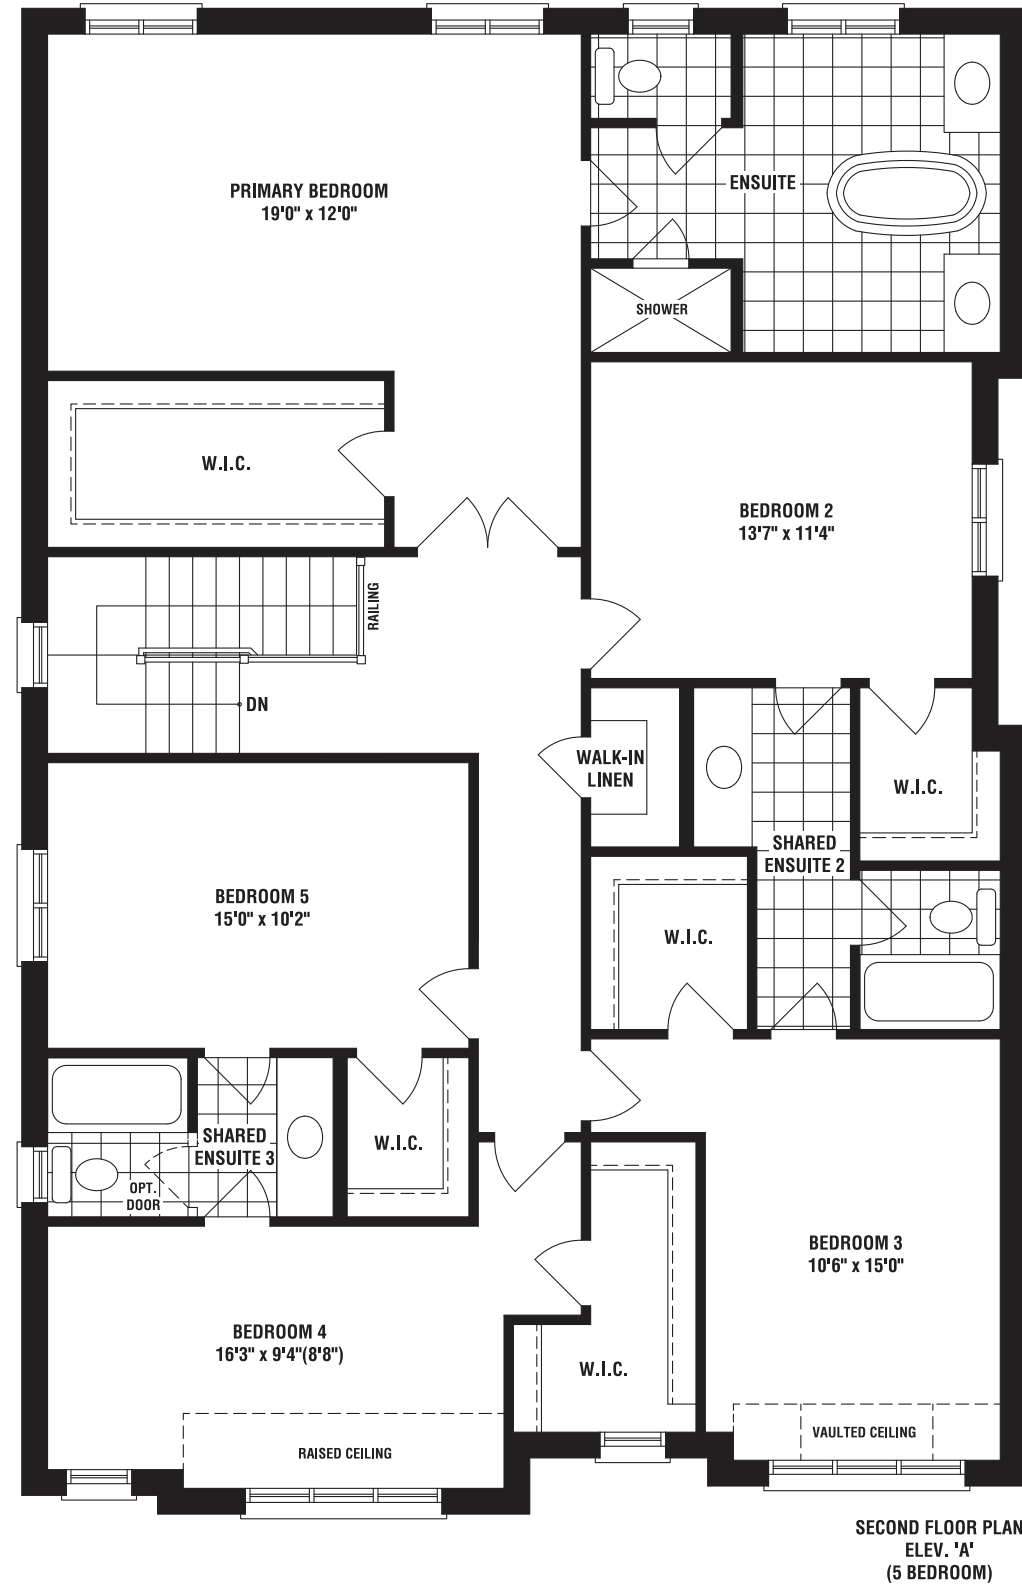 PRIMARY BEDROOM
19'0" x 12'0"
ENSUITE
SHOWER
W.I.C.
BEDROOM 2
13'7" x 11'4"
RAILING
DN
WALK-IN
LINEN
W.I.C.
SHARED
ENSUITE 2
BEDROOM 5
15'0" x 10'2"
W.I.C.
SHARED
ENSUITE 3
W.I.C.
OPT.
DOOR
BEDROOM 3
10'6" x 15'0"
BEDROOM 4
16'3" x 9'4"(8'8")
W.I.C.
VAULTED CEILING
RAISED CEILING
SECOND FLOOR PLAN
ELEV. 'A'
(5 BEDROOM)